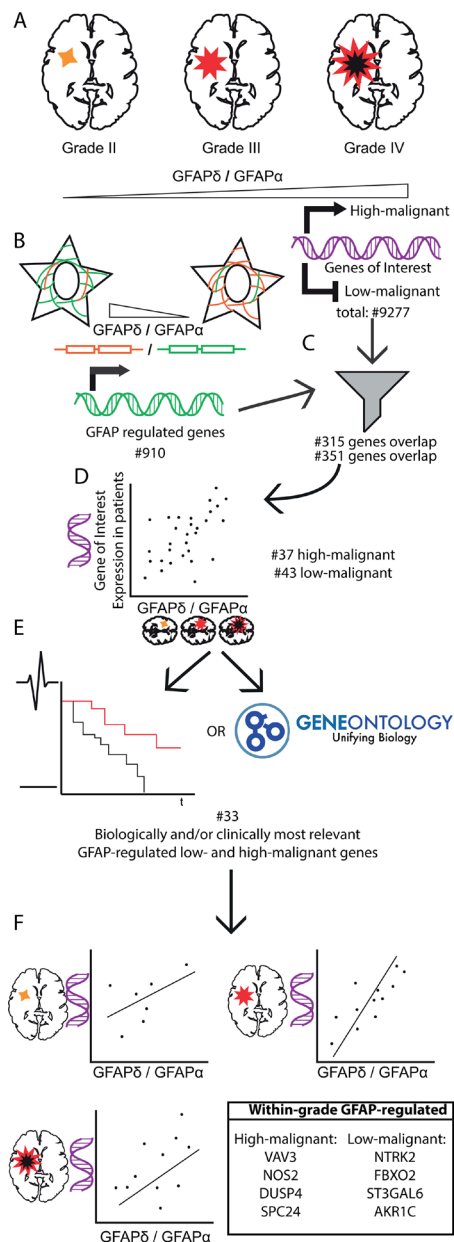 A
Grade II
Grade III
Grade IV
GFAPδ / GFAPα
High-malignant
Genes of Interest
Low-malignant
total: #9277
B
GFAPδ / GFAPα
/
GFAP regulated genes
#910
C
#315 genes overlap
#351 genes overlap
D
Gene of Interest
Expression in patients
GFAPδ / GFAPα
#37 high-malignant
#43 low-malignant
E
t
OR
GENEONTOLOGY
Unifying Biology
#33
Biologically and/or clinically most relevant
GFAP-regulated low- and high-malignant genes
F
GFAPδ / GFAPα
GFAPδ / GFAPα
GFAPδ / GFAPα
Within-grade GFAP-regulated
High-malignant: Low-malignant:
VAV3 NTRK2
NOS2 FBXO2
DUSP4 ST3GAL6
SPC24 AKR1C